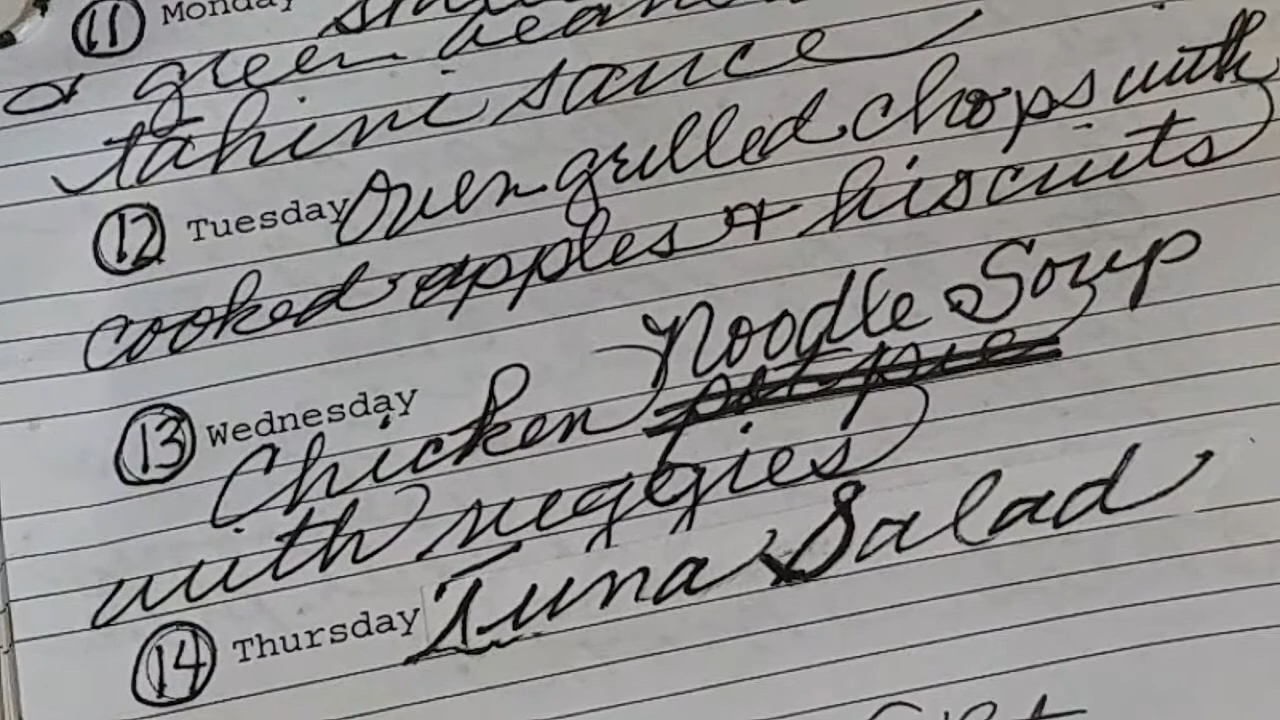 11 Monday
or green beans
tahini sauce
12 Tuesday Oven grilled chops with
cooked apples & biscuits
Noodle Soup
13 Wednesday
Chicken pot pie
with veggies
14 Thursday Tuna Salad